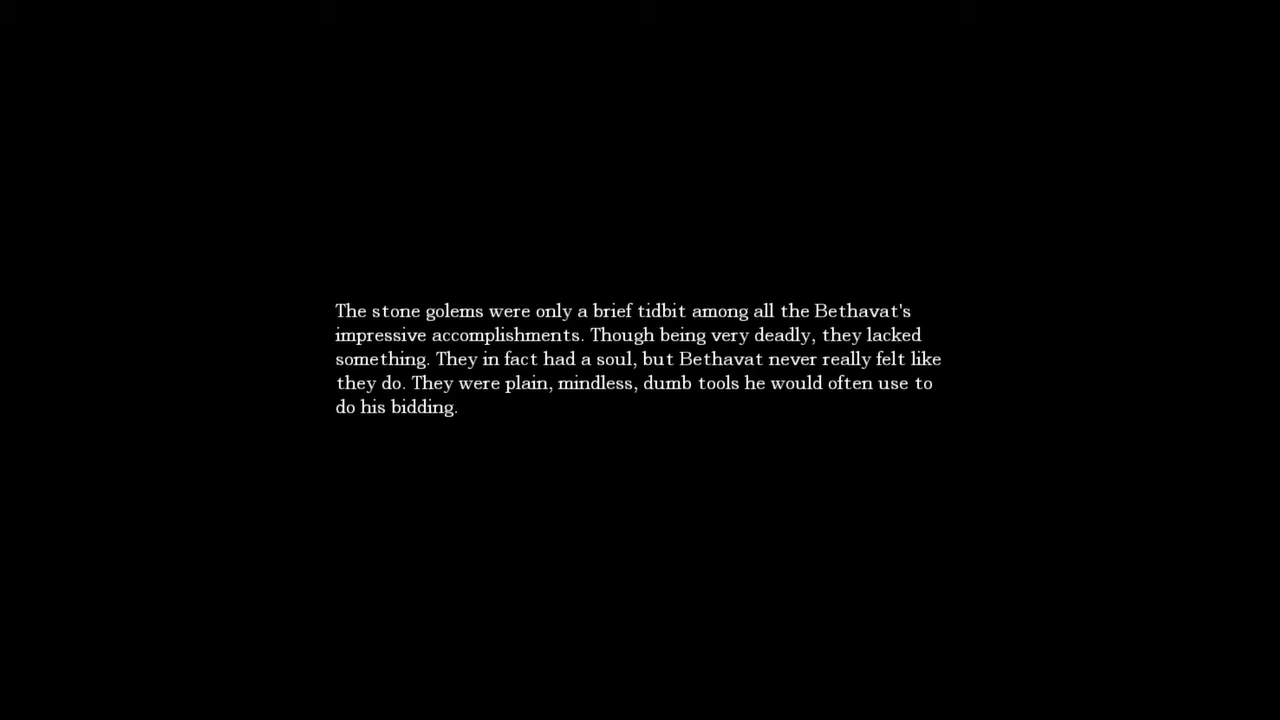 The stone golems were only a brief tidbit among all the Bethavat's
impressive accomplishments. Though being very deadly, they lacked
something. They in fact had a soul, but Bethavat never really felt like
they do. They were plain, mindless, dumb tools he would often use to
do his bidding.